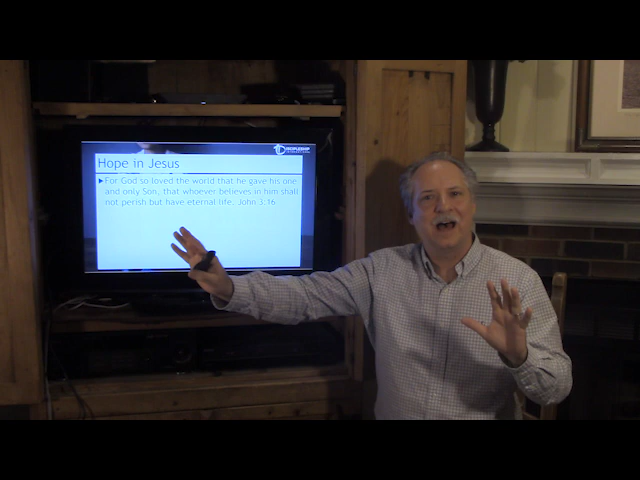 DISCIPLESHIP
Hope in Jesus
For God so loved the world that he gave his one
and only Son, that whoever believes in him shall
not perish but have eternal life. John 3:16